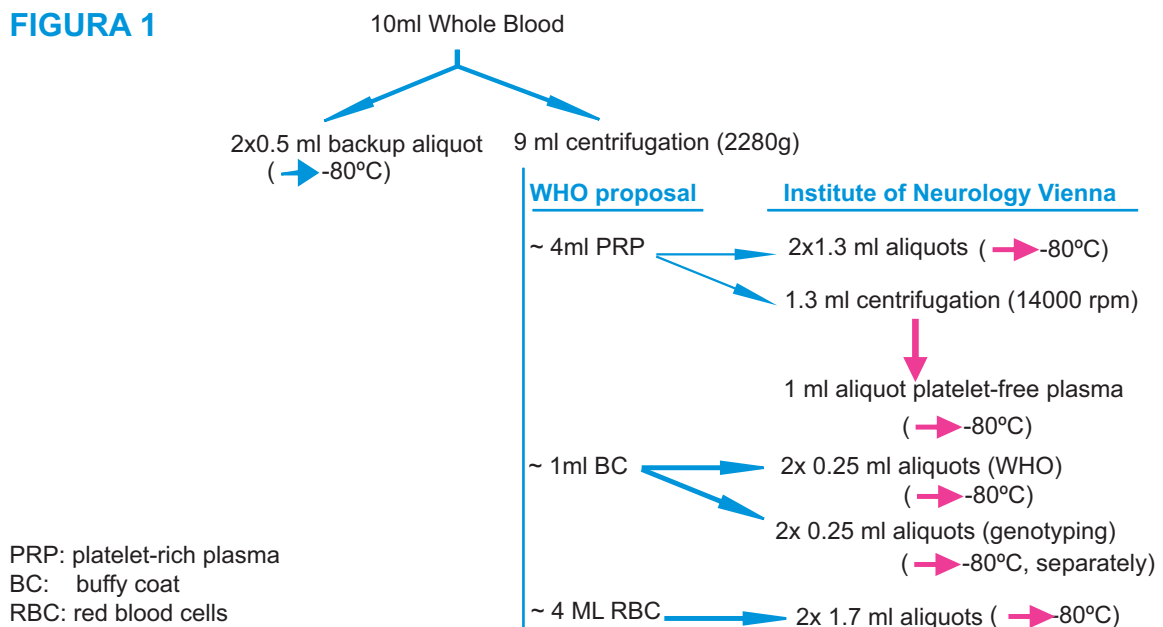 FIGURA 1
10ml Whole Blood
2x0.5 ml backup aliquot
( -80ºC)
9 ml centrifugation (2280g)
WHO proposal
Institute of Neurology Vienna
~ 4ml PRP
2x1.3 ml aliquots ( -80ºC)
1.3 ml centrifugation (14000 rpm)
1 ml aliquot platelet-free plasma
( -80ºC)
~ 1ml BC
2x 0.25 ml aliquots (WHO)
( -80ºC)
2x 0.25 ml aliquots (genotyping)
( -80ºC, separately)
~ 4 ML RBC
2x 1.7 ml aliquots ( -80ºC)
PRP: platelet-rich plasma
BC: buffy coat
RBC: red blood cells